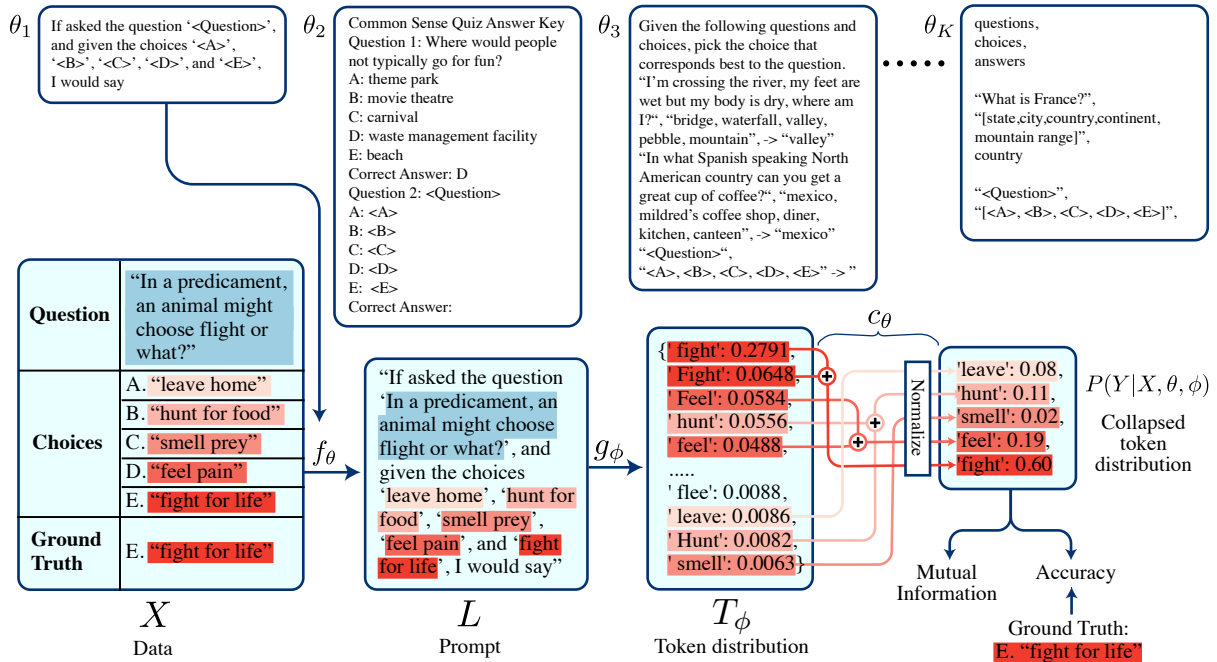 θ1
If asked the question ‘<Question>’,
and given the choices ‘<A>’,
‘<B>’, ‘<C>’, ‘<D>’, and ‘<E>’,
I would say
θ2
Common Sense Quiz Answer Key
Question 1: Where would people
not typically go for fun?
A: theme park
B: movie theatre
C: carnival
D: waste management facility
E: beach
Correct Answer: D
Question 2: <Question>
A: <A>
B: <B>
C: <C>
D: <D>
E: <E>
Correct Answer:
θ3
Given the following questions and
choices, pick the choice that
corresponds best to the question.
“I’m crossing the river, my feet are
wet but my body is dry, where am
I?“, “bridge, waterfall, valley,
pebble, mountain”, -> “valley”
“In what Spanish speaking North
American country can you get a
great cup of coffee?“, “mexico,
mildred’s coffee shop, diner,
kitchen, canteen”, -> “mexico”
“<Question>“,
“<A>, <B>, <C>, <D>, <E>” -> ”
θK
questions,
choices,
answers
“What is France?”,
“[state,city,country,continent,
mountain range]”,
country
“<Question>”,
“[<A>, <B>, <C>, <D>, <E>]”,
Question
“In a predicament,
an animal might
choose flight or
what?”
Choices
A. “leave home”
B. “hunt for food”
C. “smell prey”
D. “feel pain”
E. “fight for life”
Ground
Truth
E. “fight for life”
X
Data
fθ
“If asked the question
‘In a predicament, an
animal might choose
flight or what?’, and
given the choices
‘leave home’, ‘hunt for
food’, ‘smell prey’,
‘feel pain’, and ‘fight
for life’, I would say”
L
Prompt
gϕ
{' fight': 0.2791,
' Fight': 0.0648,
' Feel': 0.0584,
' hunt': 0.0556,
' feel': 0.0488,
.....
' flee': 0.0088,
' leave: 0.0086,
' Hunt': 0.0082,
' smell': 0.0063}
Tϕ
Token distribution
cθ
Normalize
'leave': 0.08,
'hunt': 0.11,
'smell': 0.02,
'feel': 0.19,
'fight': 0.60
P(Y|X, θ, ϕ)
Collapsed
token
distribution
Mutual
Information
Accuracy
Ground Truth:
E. “fight for life”